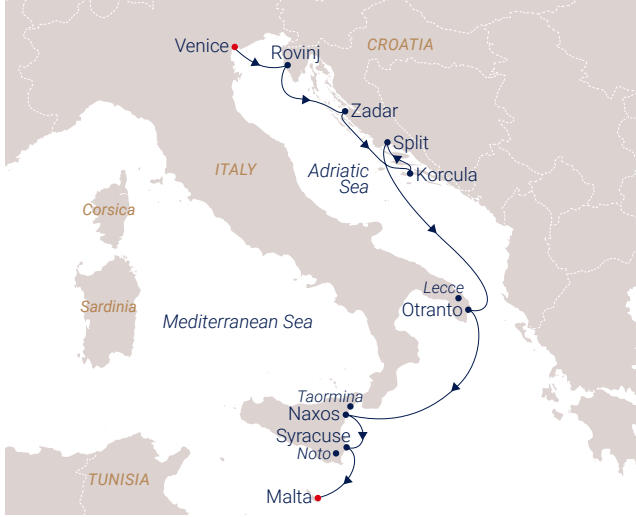 Venice
CROATIA
Rovinj
Zadar
Split
ITALY
Adriatic
Sea
Korcula
Corsica
Lecce
Sardinia
Otranto
Mediterranean Sea
Taormina
Naxos
Syracuse
Noto
TUNISIA
Malta